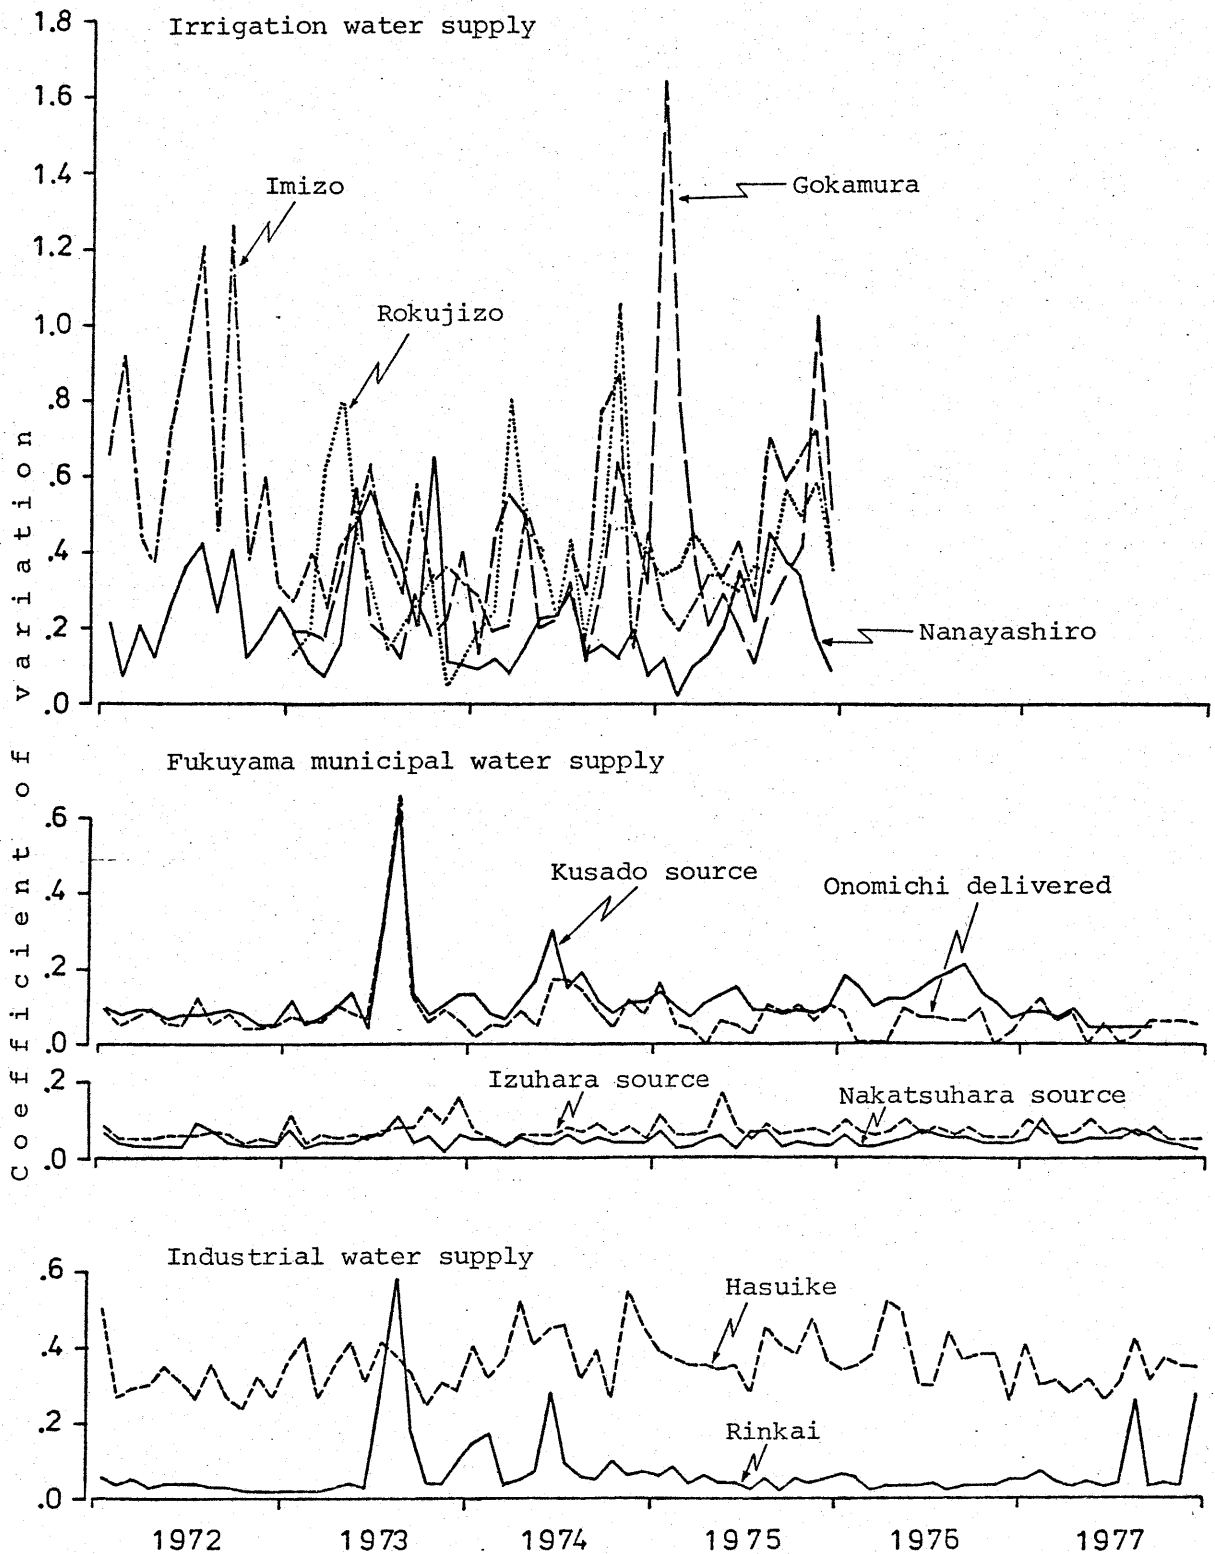 Irrigation water supply
1.8
1.6
1.4
1.2
1.0
.8
.6
.4
.2
.0
Imizo
Gokamura
Rokujizo
Nanayashiro
Coefficient of variation
Fukuyama municipal water supply
.6
.4
.2
.0
Kusado source
Onomichi delivered
.2
.0
Izuhara source
Nakatsuhara source
Industrial water supply
.6
.4
.2
.0
Hasuike
Rinkai
1972 1973 1974 1975 1976 1977